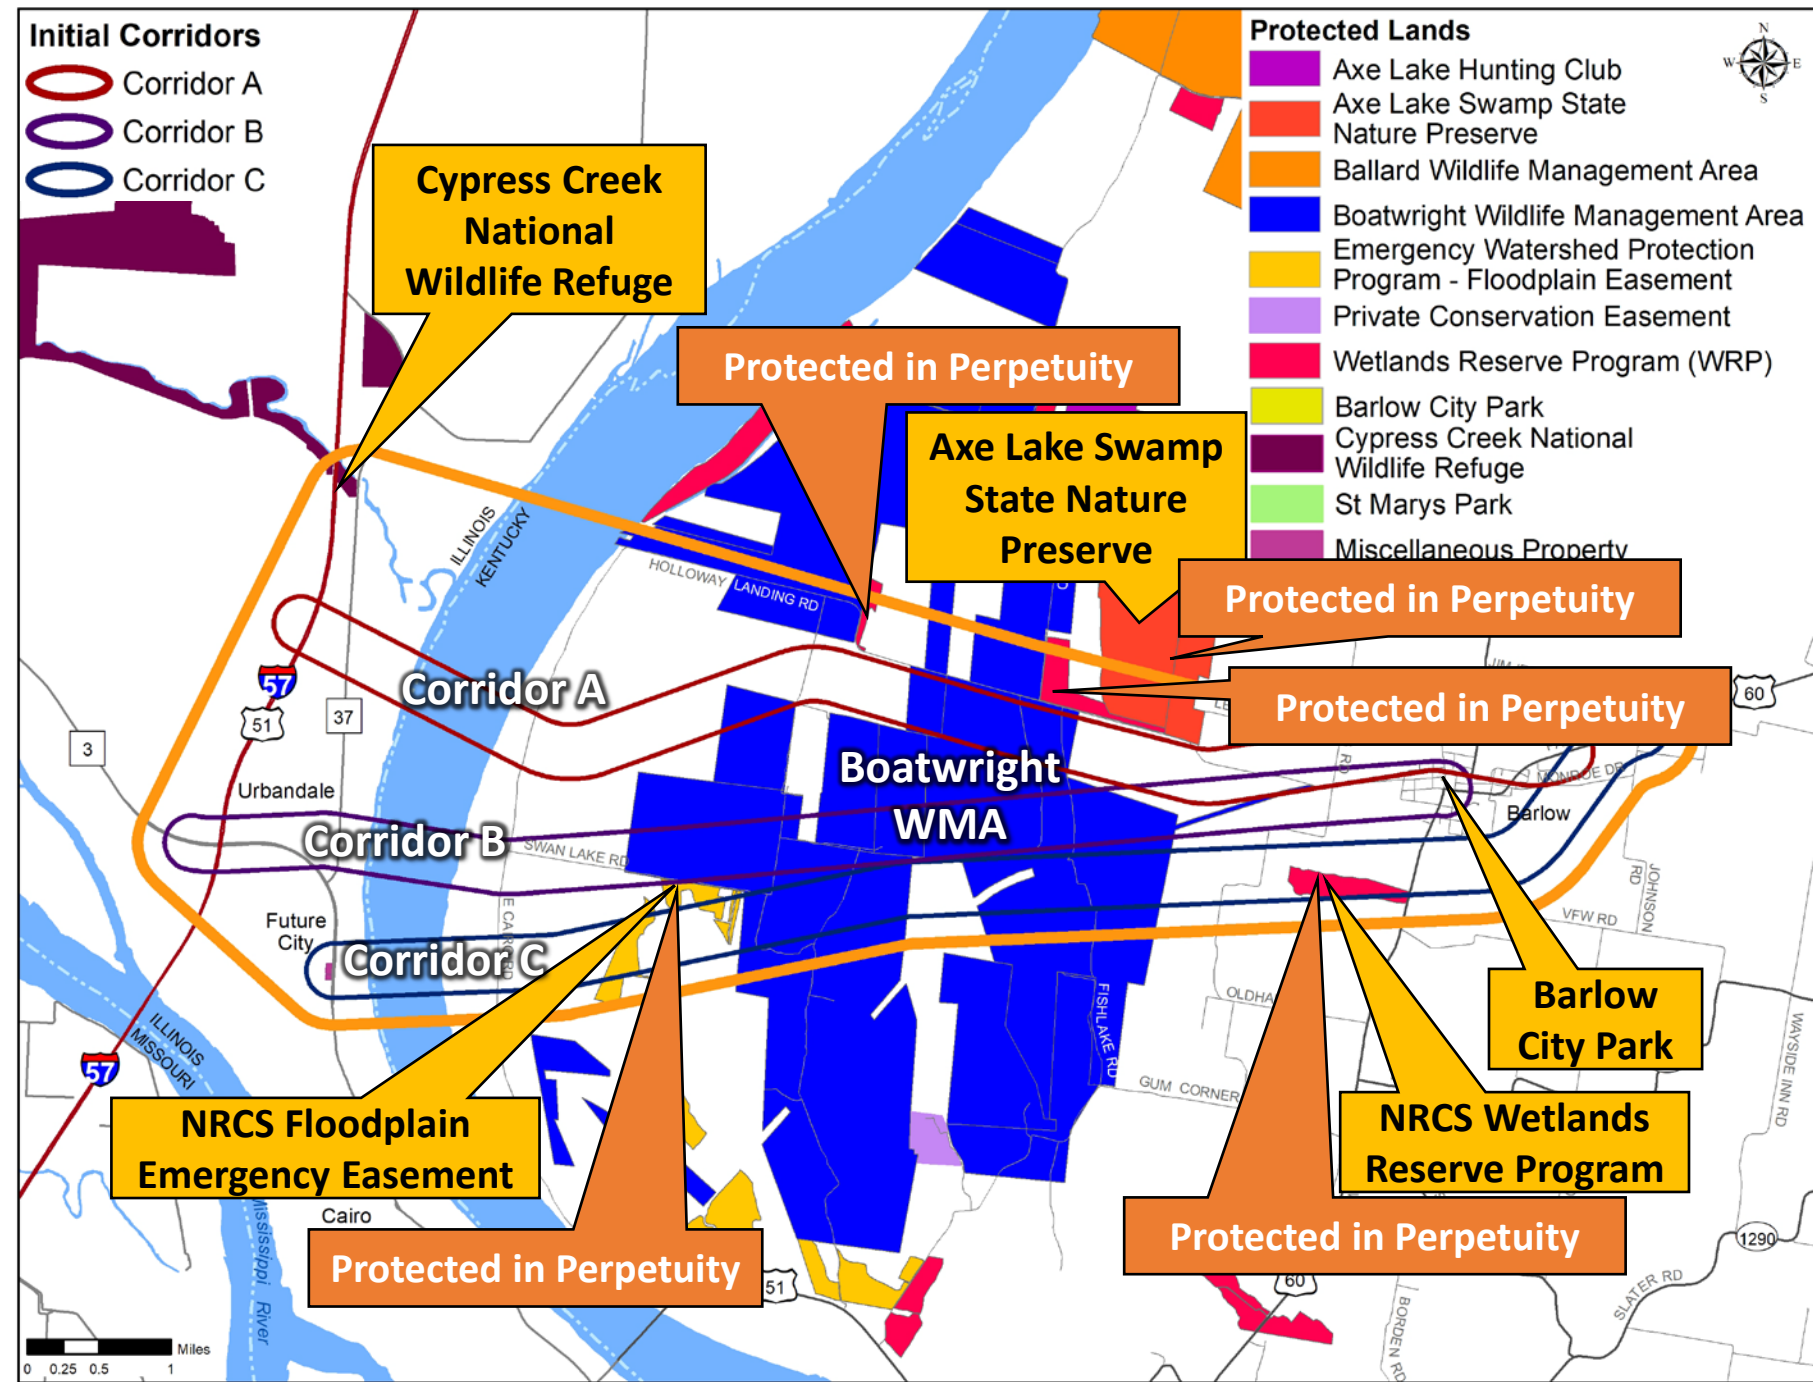 Initial Corridors
Corridor A
Corridor B
Corridor C
Protected Lands
Axe Lake Hunting Club
Axe Lake Swamp State
Nature Preserve
Ballard Wildlife Management Area
Boatwright Wildlife Management Area
Emergency Watershed Protection
Program - Floodplain Easement
Private Conservation Easement
Wetlands Reserve Program (WRP)
Barlow City Park
Cypress Creek National
Wildlife Refuge
St Marys Park
Miscellaneous Property
N
W
E
S
Cypress Creek
National
Wildlife Refuge
Protected in Perpetuity
Axe Lake Swamp
State Nature
Preserve
Protected in Perpetuity
Protected in Perpetuity
ILLINOIS
KENTUCKY
HOLLOWAY LANDING RD
57
51
37
3
60
Corridor A
Urbandale
Boatwright
WMA
RD
MONROE DR
Barlow
Corridor B
SWAN LAKE RD
JOHNSON
RD
VFW RD
Future
City
Corridor C
E CAIRO RD
FISHLAKE RD
OLDHA
WAYSIDE INN RD
ILLINOIS
MISSOURI
57
GUM CORNER
Barlow
City Park
NRCS Floodplain
Emergency Easement
NRCS Wetlands
Reserve Program
Cairo
Mississippi River
Protected in Perpetuity
Protected in Perpetuity
51
60
1290
SLATER RD
BORDEN RD
Miles
0 0.25 0.5 1